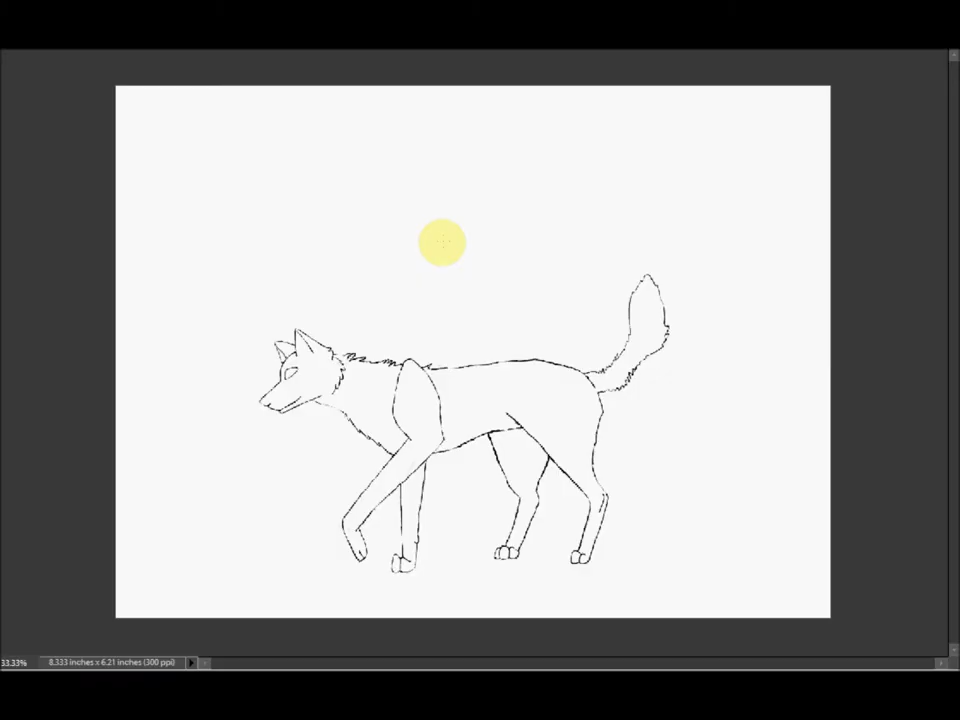 33.33% 8.333 inches x 6.21 inches (300 ppi)